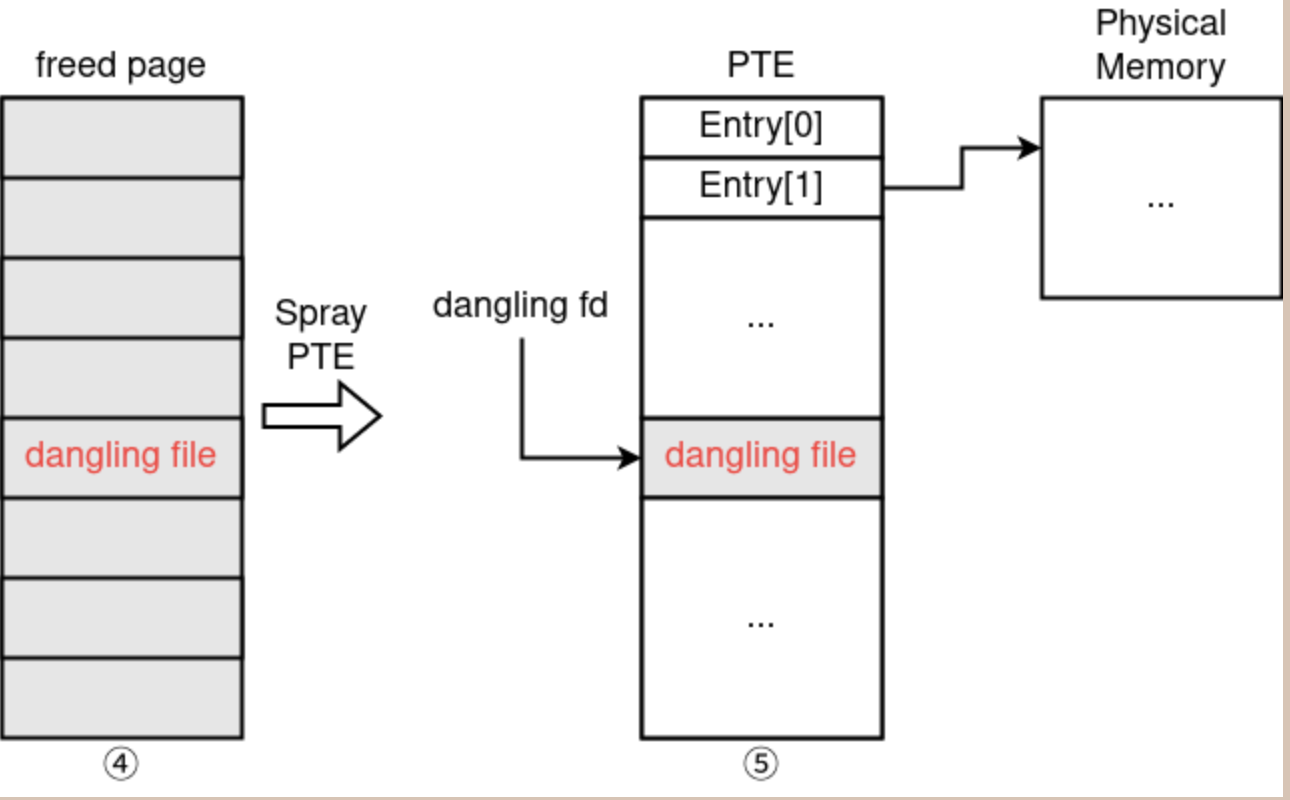 freed page
PTE
Physical
Memory
Entry[0]
Entry[1]
...
Spray
PTE
dangling fd
...
dangling file
dangling file
...
④
⑤